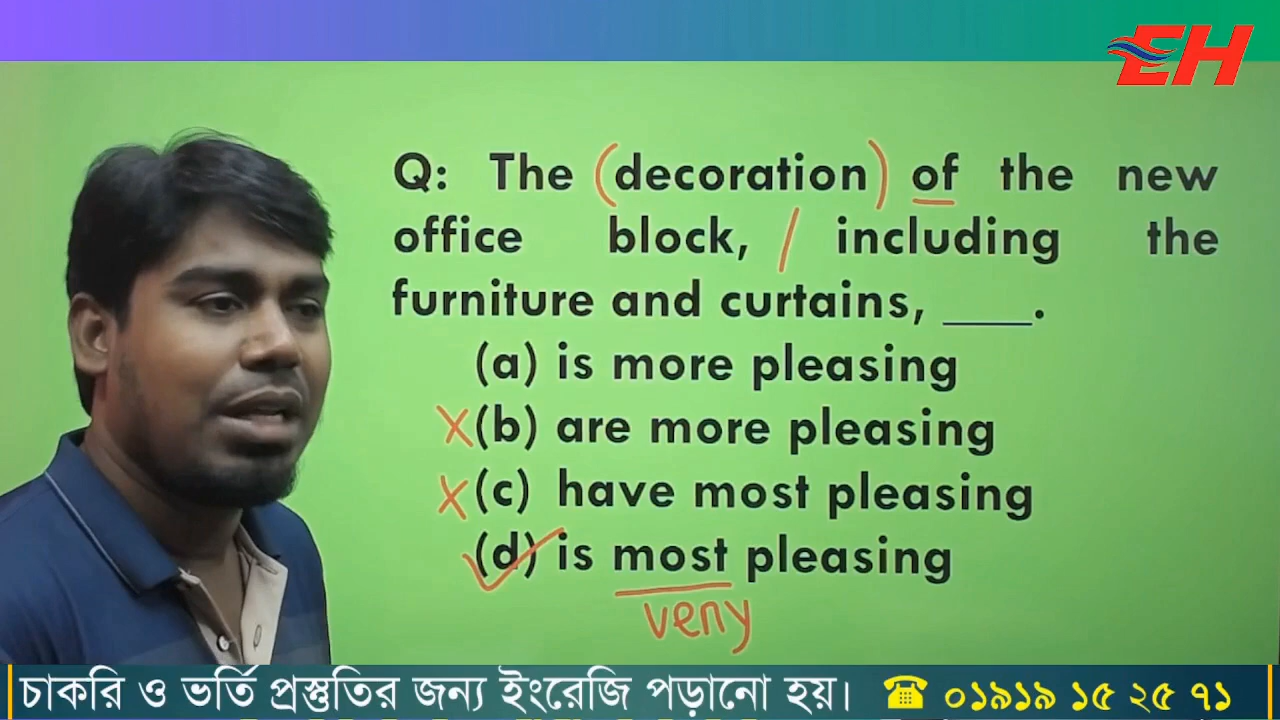 EH
Q: The (decoration) of the new
office block, / including the
furniture and curtains, ____.
(a) is more pleasing
x (b) are more pleasing
x (c) have most pleasing
✓ (d) is most pleasing
very
চাকরি ও ভর্তি প্রস্তুতির জন্য ইংরেজি পড়ানো হয়। ☎ ০১৯১৯ ১৫ ২৫ ৭১